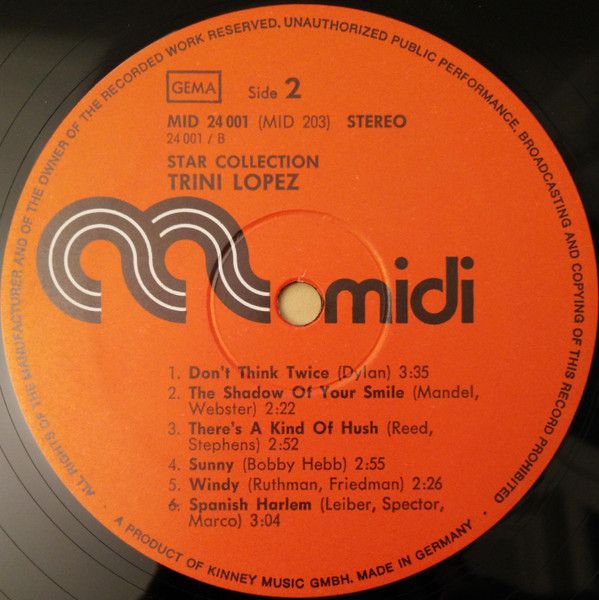 GEMA
Side 2
MID 24 001 (MID 203) STEREO
24 001 / B
STAR COLLECTION
TRINI LOPEZ
midi
1. Don't Think Twice (Dylan) 3:35
2. The Shadow Of Your Smile (Mandel,
Webster) 2:22
3. There's A Kind Of Hush (Reed,
Stephens) 2:52
4. Sunny (Bobby Hebb) 2:55
5. Windy (Ruthman, Friedman) 2:26
6. Spanish Harlem (Leiber, Spector,
Marco) 3:04
ALL RIGHTS OF THE MANUFACTURER AND OF THE OWNER OF THE RECORDED WORK RESERVED. UNAUTHORIZED PUBLIC PERFORMANCE, BROADCASTING AND COPYING OF THIS RECORD PROHIBITED
· A PRODUCT OF KINNEY MUSIC GMBH. MADE IN GERMANY ·